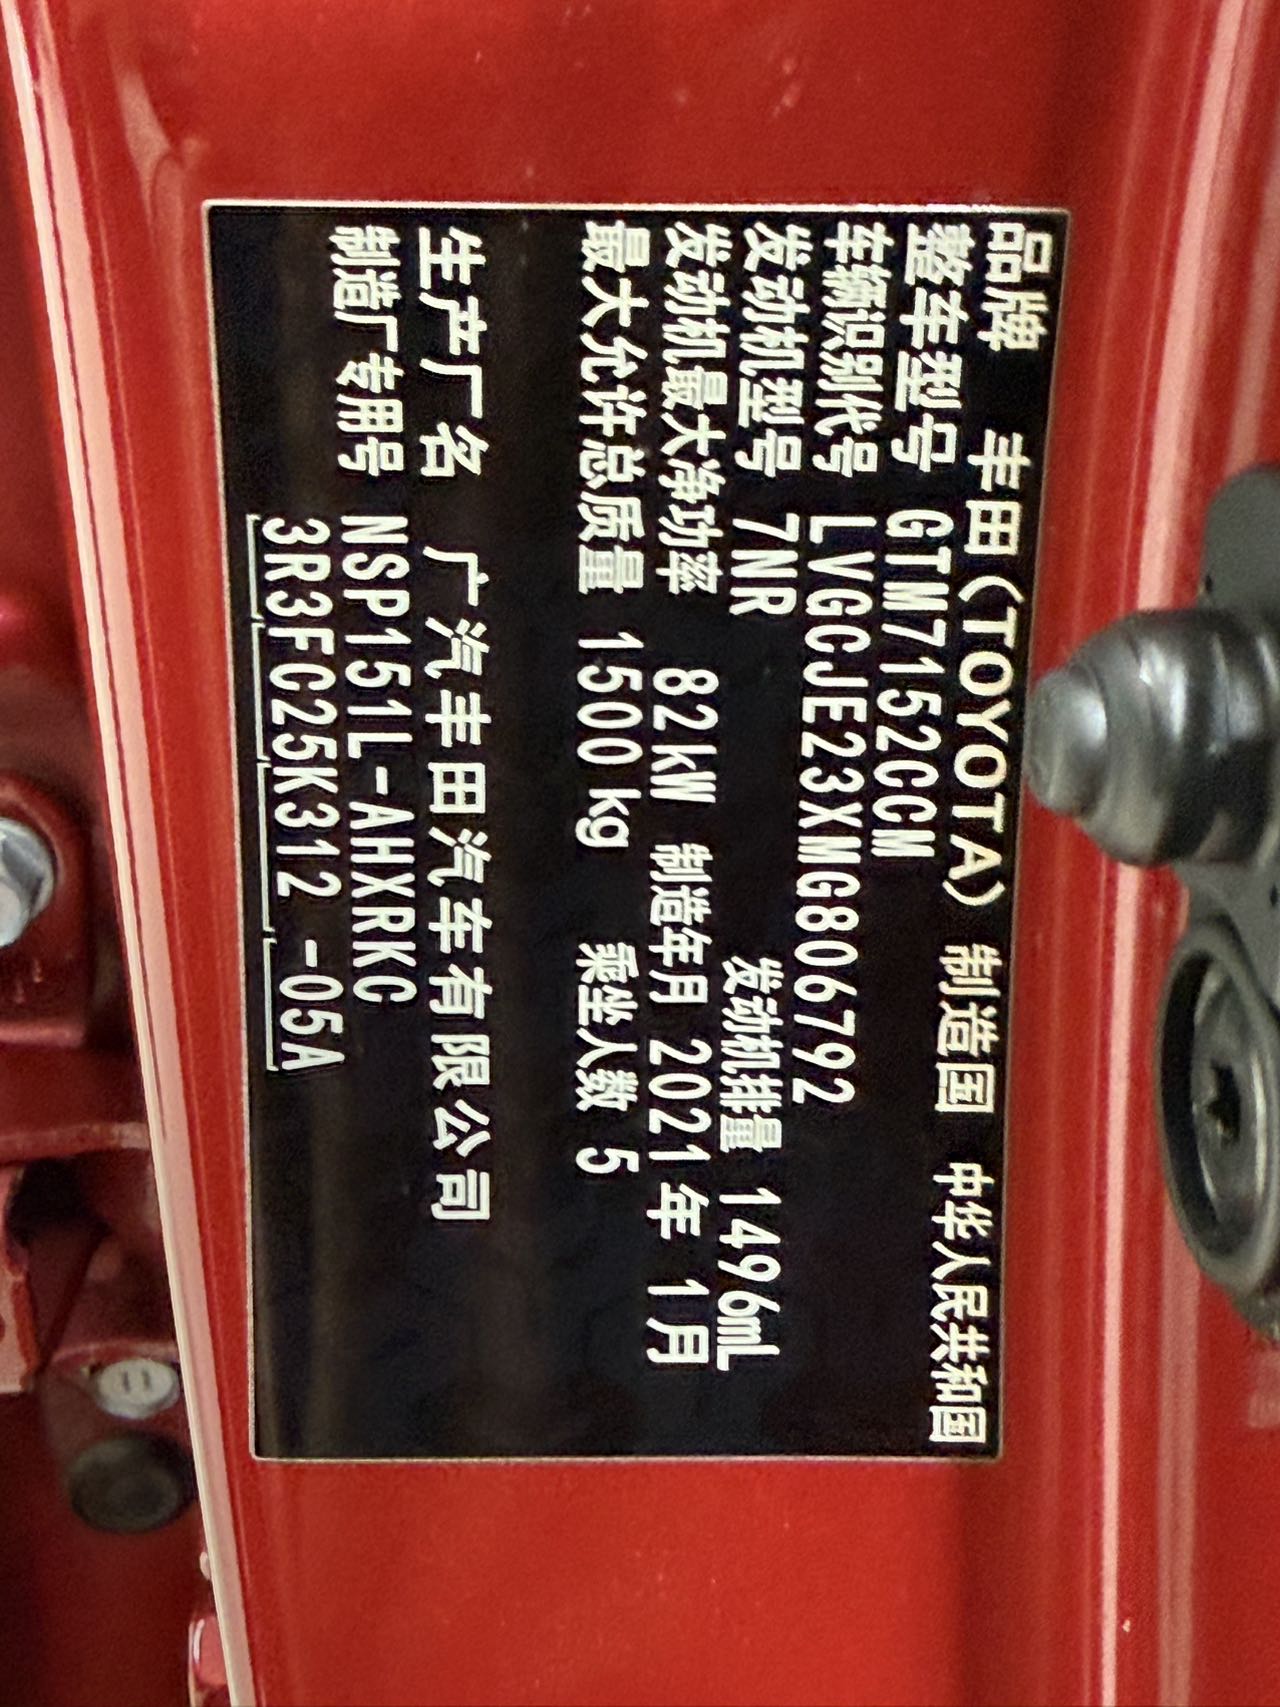 品牌 丰田(TOYOTA) 制造国 中华人民共和国
整车型号 GTM7152CCM
车辆识别代号 LVGCJE23XMG806792
发动机型号 7NR 发动机排量 1496mL
发动机最大净功率 82kW 制造年月 2021年 1月
最大允许总质量 1500kg 乘坐人数 5
生产厂名 广汽丰田汽车有限公司
制造厂专用号 NSP151L-AHXRKC
3R3FC25K312-05A